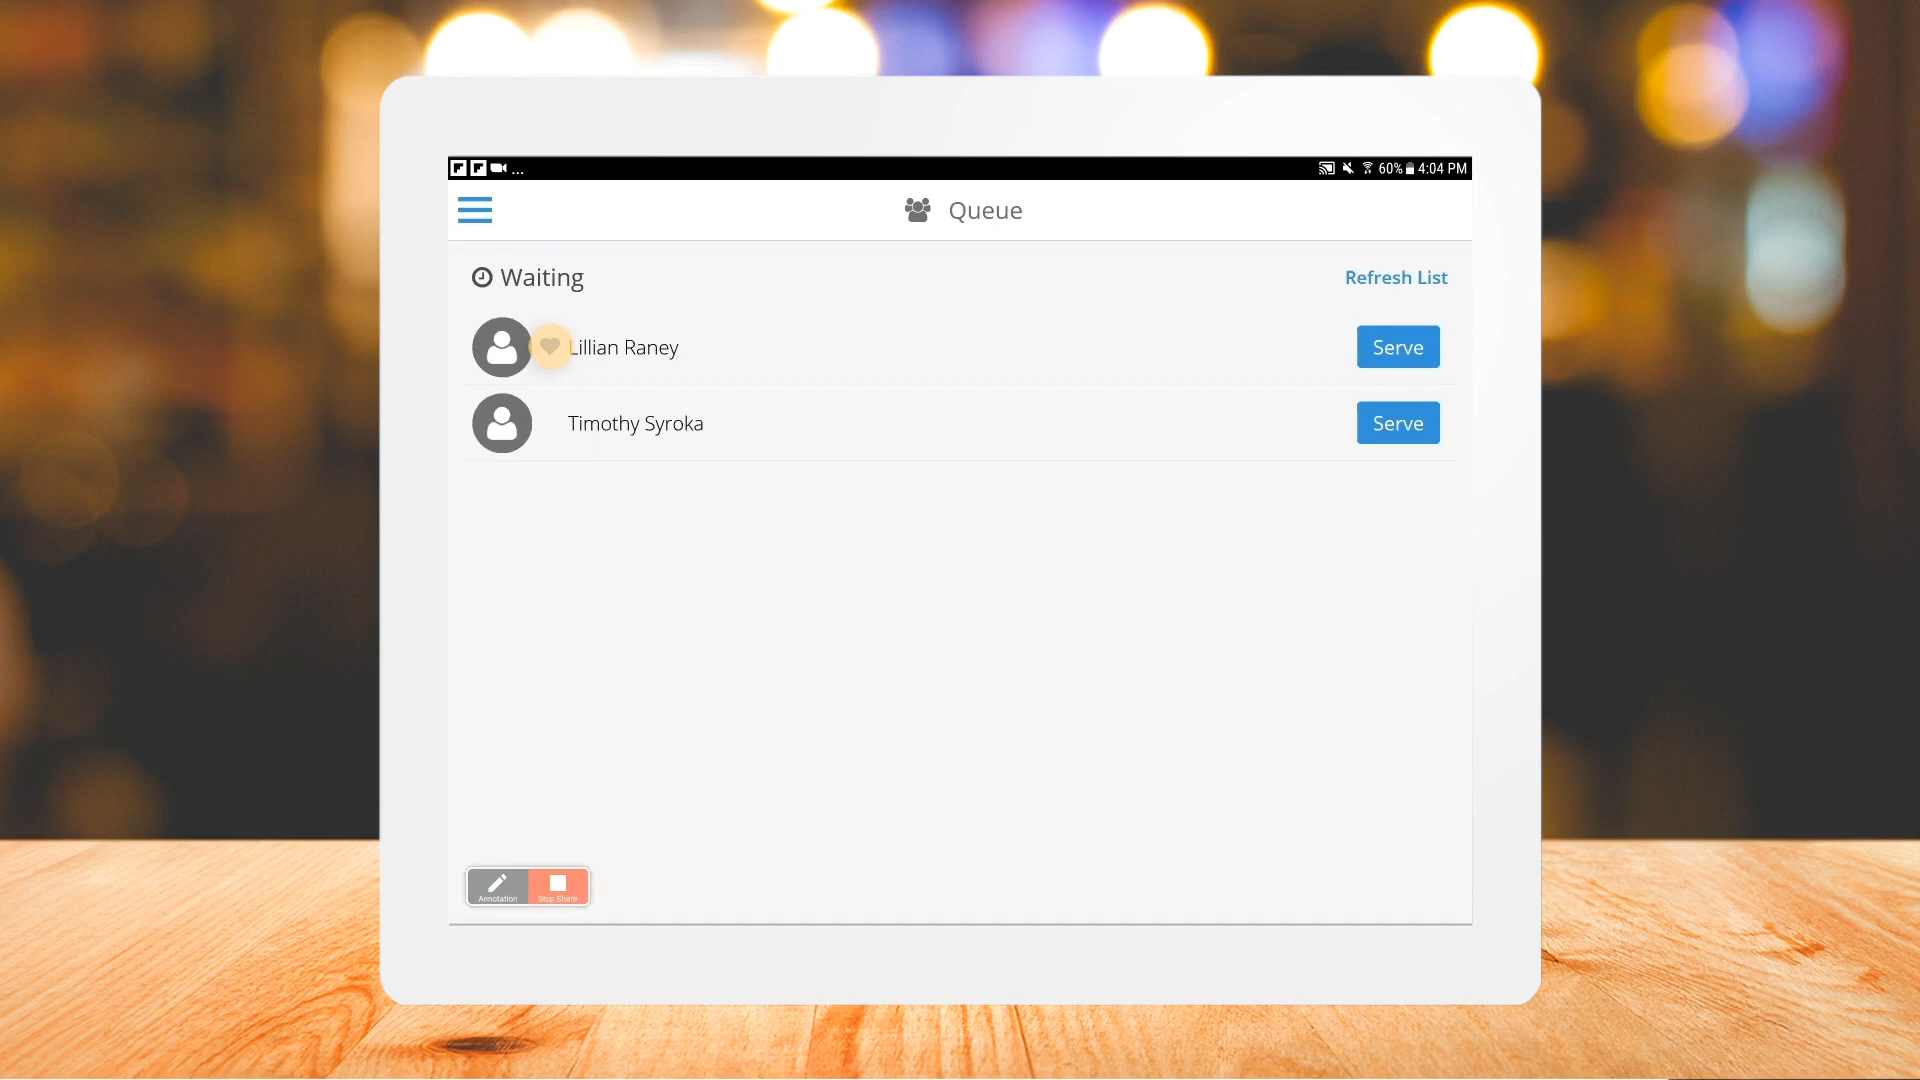 ... 60% 4:04 PM
Queue
Waiting Refresh List
Lillian Raney Serve
Timothy Syroka Serve
Annotation Stop Share